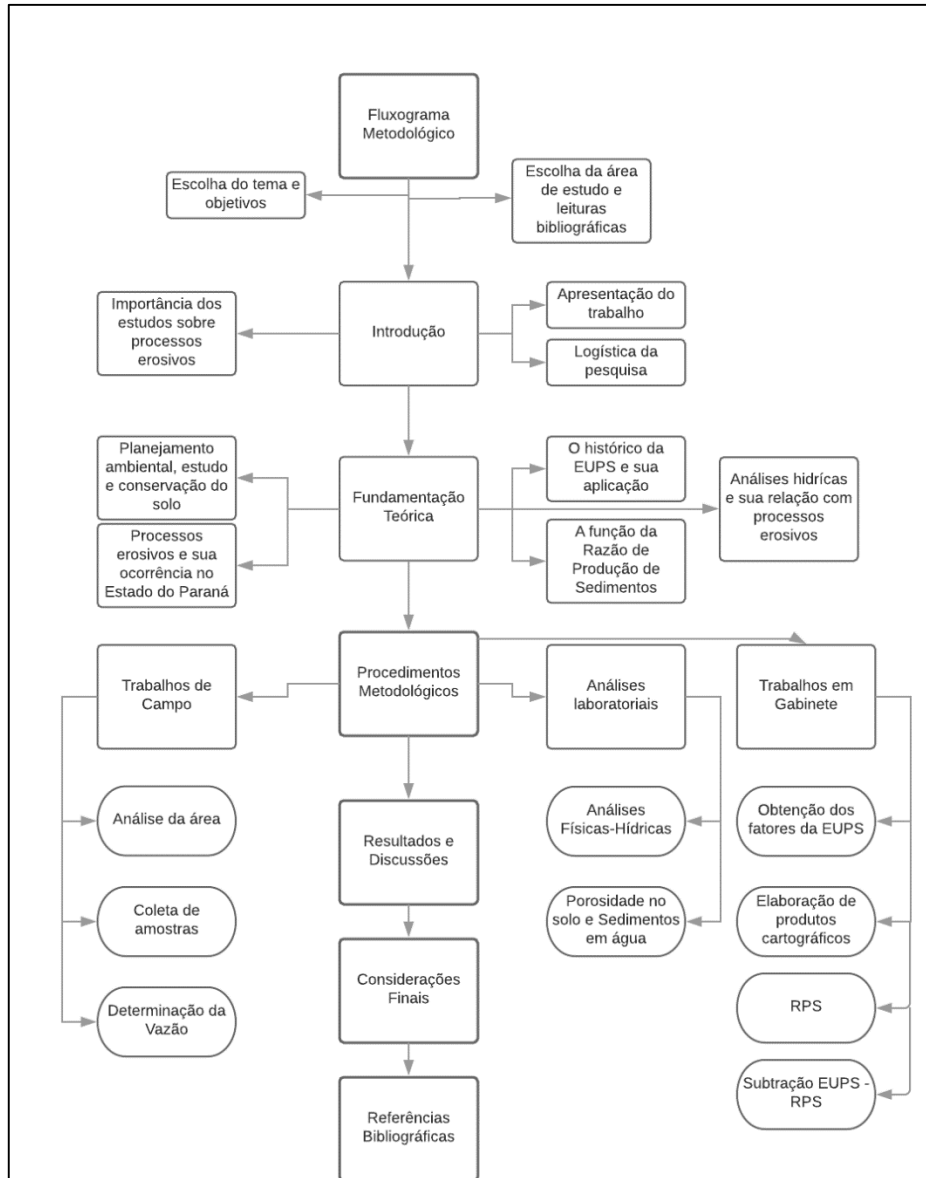 Fluxograma
Metodológico
Escolha do tema e
objetivos
Escolha da área
de estudo e
leituras
bibliográficas
Importância dos
estudos sobre
processos
erosivos
Introdução
Apresentação do
trabalho
Logística da
pesquisa
Planejamento
ambiental, estudo
e conservação do
solo
Processos
erosivos e sua
ocorrência no
Estado do Paraná
Fundamentação
Teórica
O histórico da
EUPS e sua
aplicação
A função da
Razão de
Produção de
Sedimentos
Análises hidrícas
e sua relação com
processos
erosivos
Trabalhos de
Campo
Procedimentos
Metodológicos
Análises
laboratoriais
Trabalhos em
Gabinete
Análise da área
Coleta de
amostras
Determinação da
Vazão
Resultados e
Discussões
Considerações
Finais
Referências
Bibliográficas
Análises
Físicas-Hídricas
Porosidade no
solo e Sedimentos
em água
Obtenção dos
fatores da EUPS
Elaboração de
produtos
cartográficos
RPS
Subtração EUPS -
RPS